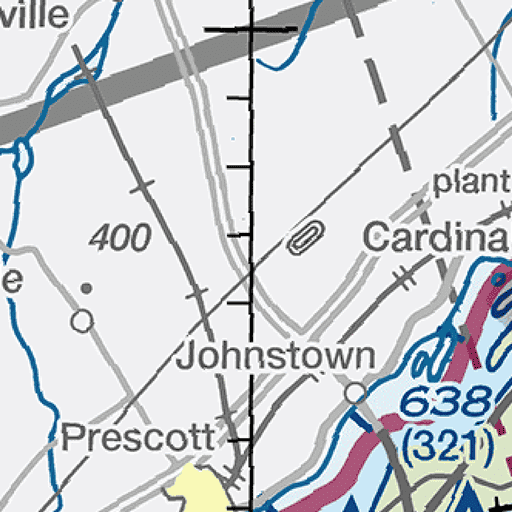 ville
plant
400
Cardina
e
Johnstown
638
(321)
Prescott